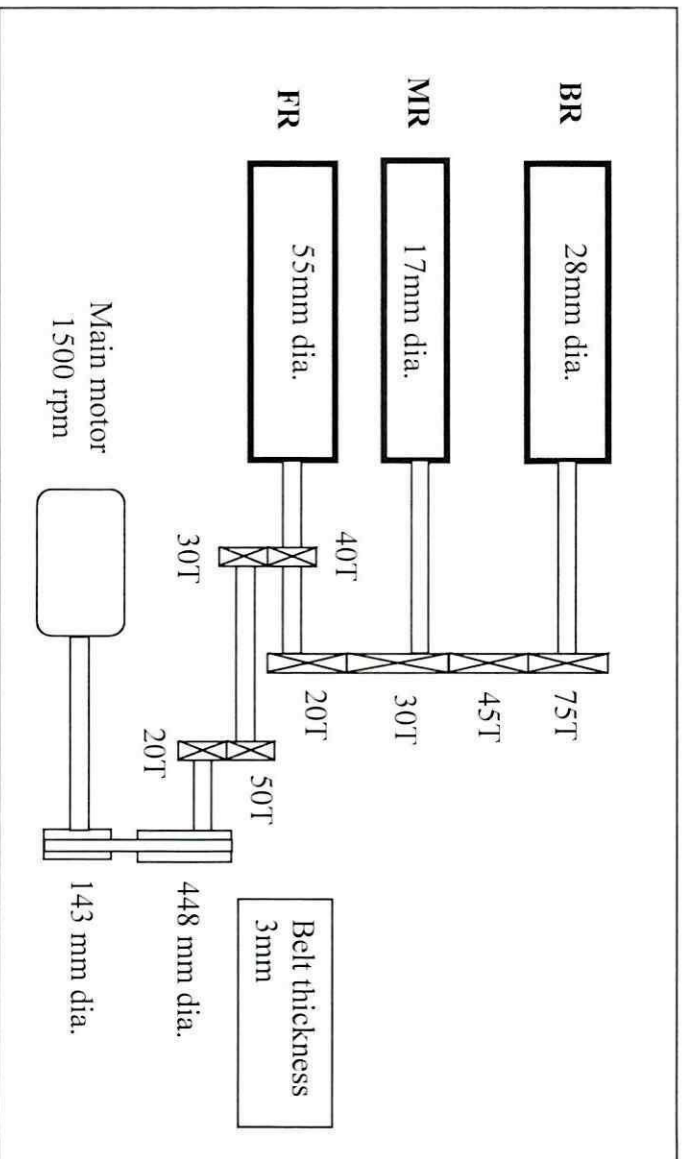 BR
28mm dia.
75T
45T
MR
17mm dia.
30T
40T
20T
FR
55mm dia.
Belt thickness
3mm
50T
30T
20T
448 mm dia.
Main motor
1500 rpm
143 mm dia.